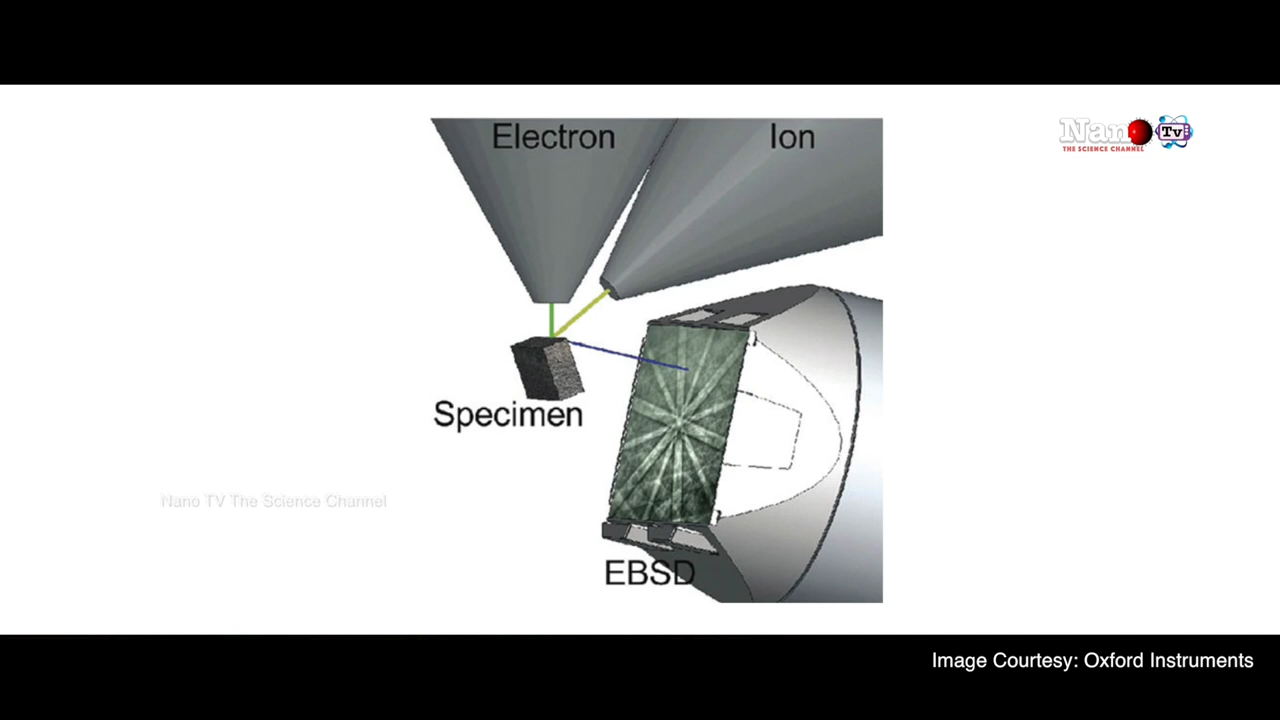 Electron
Ion
Nano Tv
THE SCIENCE CHANNEL
Specimen
Nano TV The Science Channel
EBSD
Image Courtesy: Oxford Instruments